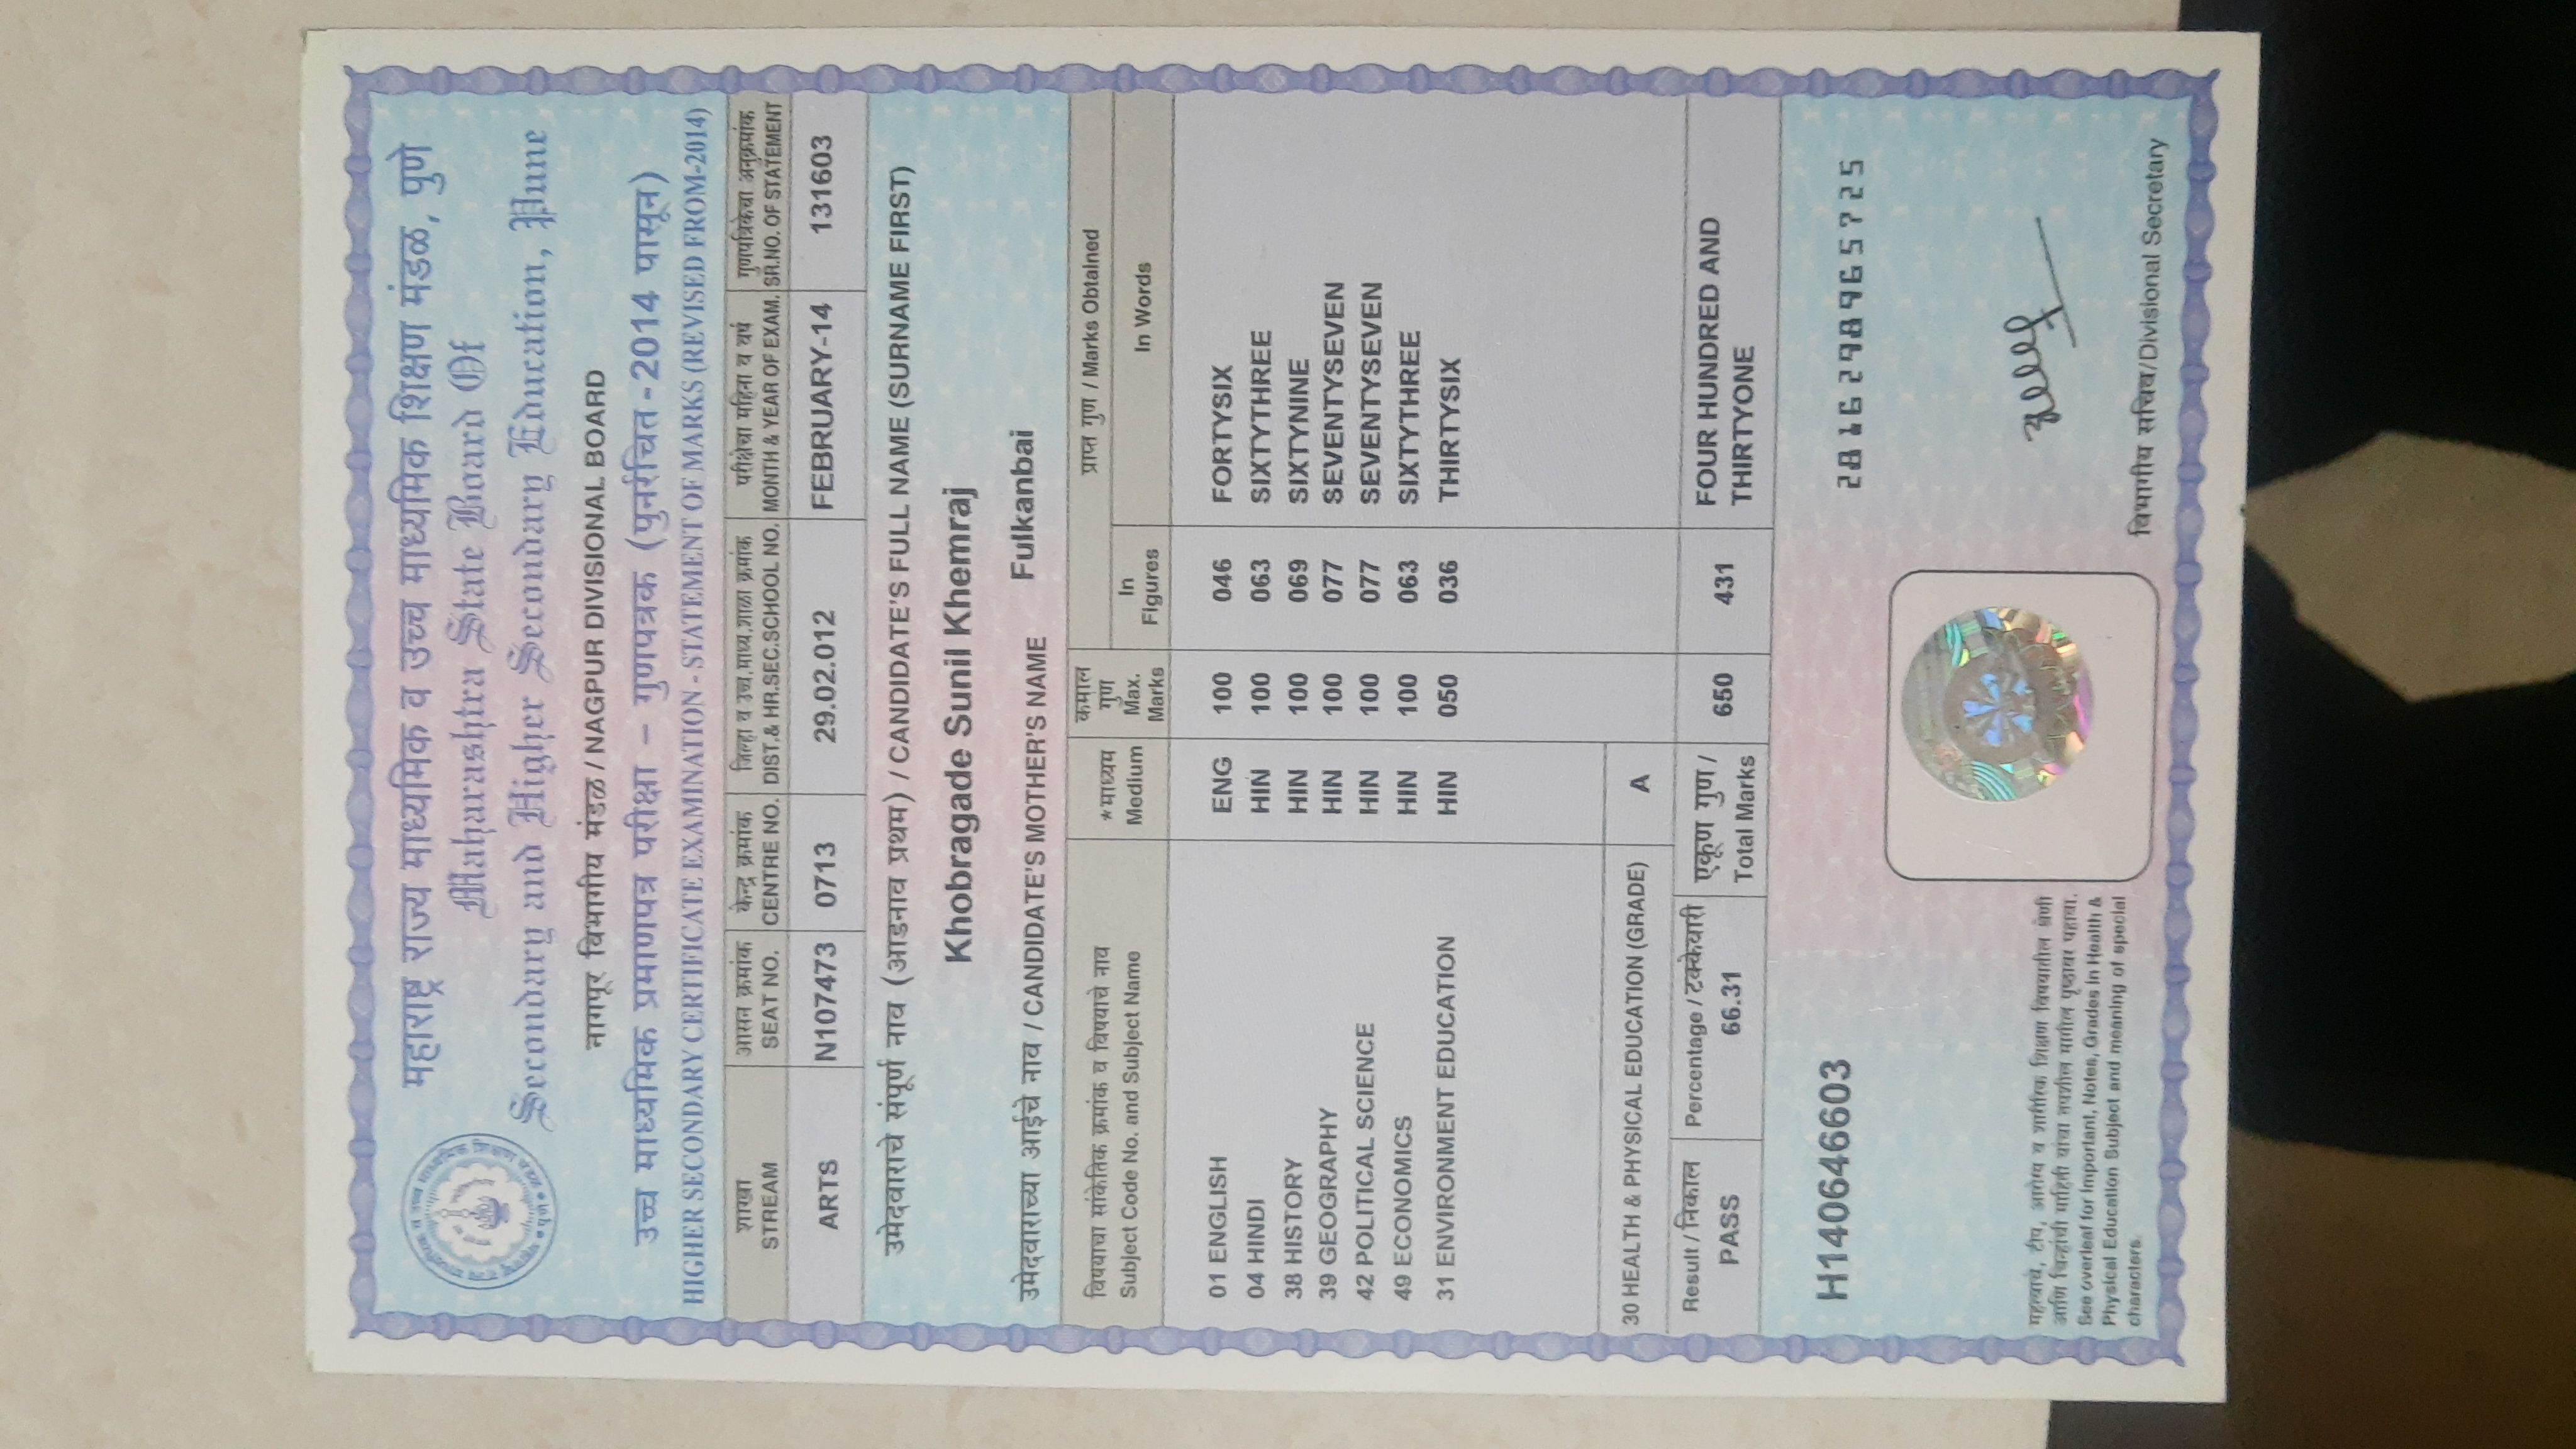 महाराष्ट्र राज्य माध्यमिक व उच्च माध्यमिक शिक्षण मंडळ, पुणे
Maharashtra State Board Of
Secondary and Higher Secondary Education, Pune
नागपूर विभागीय मंडळ / NAGPUR DIVISIONAL BOARD
उच्च माध्यमिक प्रमाणपत्र परीक्षा – गुणपत्रक (पुनर्रचित-2014 पासून)
HIGHER SECONDARY CERTIFICATE EXAMINATION - STATEMENT OF MARKS (REVISED FROM-2014)
शाखा आसन क्रमांक केन्द्र क्रमांक जिल्हा व उच्च.माध्य.शाळा क्रमांक परीक्षेचा महिना व वर्ष गुणपत्रिकेचा अनुक्रमांक
STREAM SEAT NO. CENTRE NO. DIST.& HR.SEC.SCHOOL NO. MONTH & YEAR OF EXAM. SR.NO. OF STATEMENT
ARTS N107473 0713 29.02.012 FEBRUARY-14 131603
उमेदवाराचे संपूर्ण नाव (आडनाव प्रथम) / CANDIDATE'S FULL NAME (SURNAME FIRST)
Khobragade Sunil Khemraj
उमेदवाराच्या आईचे नाव / CANDIDATE'S MOTHER'S NAME Fulkanbai
विषयाचा सांकेतिक क्रमांक व विषयाचे नाव
Subject Code No. and Subject Name
*माध्यम
Medium
कमाल
गुण
Max.
Marks
प्राप्त गुण / Marks Obtained
In
Figures
In Words
01 ENGLISH ENG 100 046 FORTYSIX
04 HINDI HIN 100 063 SIXTYTHREE
38 HISTORY HIN 100 069 SIXTYNINE
39 GEOGRAPHY HIN 100 077 SEVENTYSEVEN
42 POLITICAL SCIENCE HIN 100 077 SEVENTYSEVEN
49 ECONOMICS HIN 100 063 SIXTYTHREE
31 ENVIRONMENT EDUCATION HIN 050 036 THIRTYSIX
30 HEALTH & PHYSICAL EDUCATION (GRADE) A
Result / निकाल Percentage / टक्केवारी एकूण गुण / 650 431 FOUR HUNDRED AND
PASS 66.31 Total Marks THIRTYONE
H140646603
2816298965725
महत्वाचे, टीप, आरोग्य व शारीरिक शिक्षण विषयातील श्रेणी
आणि चिन्हांची माहिती यांचा तपशील मागील पृष्ठावर पहावा.
See overleaf for Important, Notes, Grades in Health &
Physical Education Subject and meaning of special
characters.
विभागीय सचिव/Divisional Secretary